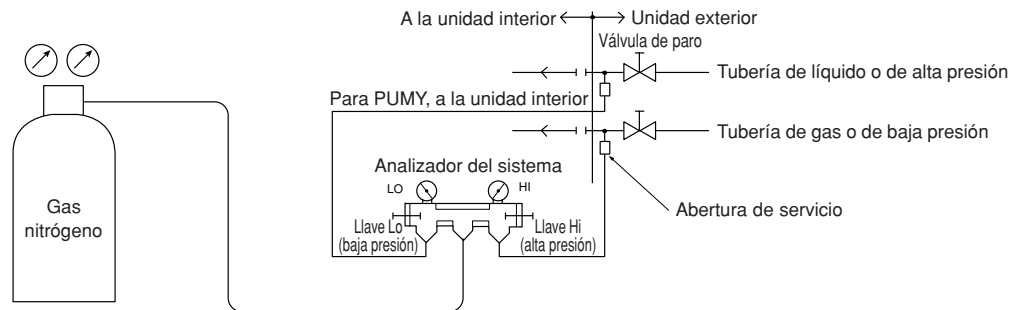 A la unidad interior
Unidad exterior
Válvula de paro
Tubería de líquido o de alta presión
Para PUMY, a la unidad interior
Tubería de gas o de baja presión
Analizador del sistema
LO
HI
Abertura de servicio
Gas
nitrógeno
Llave Lo
(baja presión)
Llave Hi
(alta presión)